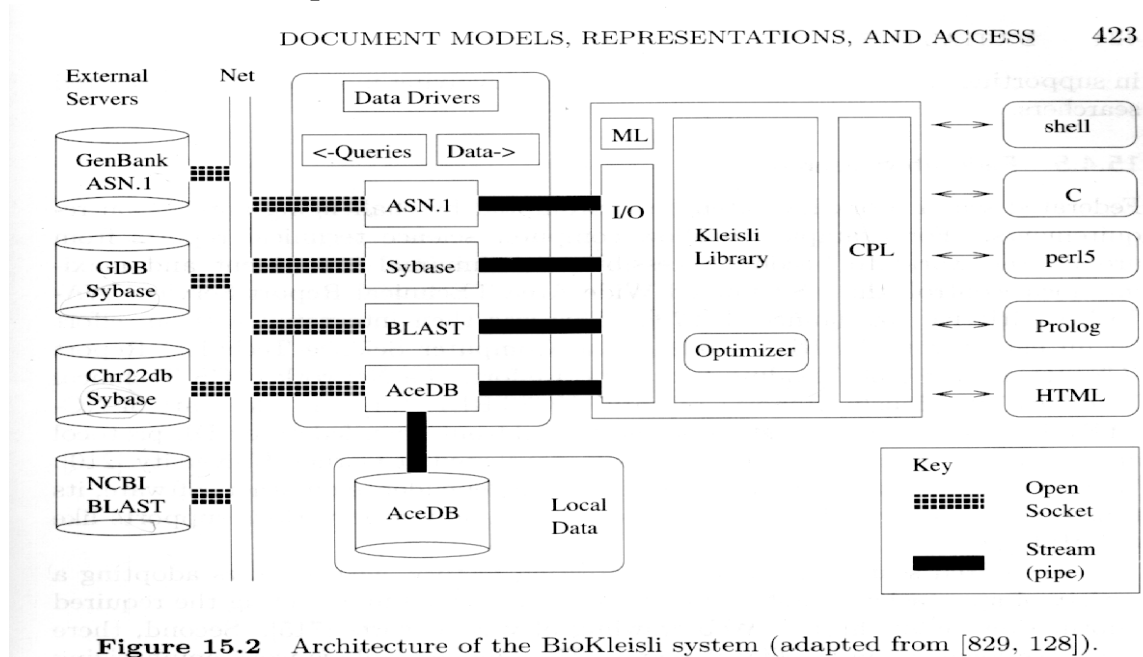 DOCUMENT MODELS, REPRESENTATIONS, AND ACCESS 423
External
Servers
Net
GenBank
ASN.1
GDB
Sybase
Chr22db
Sybase
NCBI
BLAST
Data Drivers
<-Queries
Data->
ASN.1
Sybase
BLAST
AceDB
AceDB
Local
Data
ML
I/O
Kleisli
Library
Optimizer
CPL
shell
C
perl5
Prolog
HTML
Key
Open
Socket
Stream
(pipe)
Figure 15.2 Architecture of the BioKleisli system (adapted from [829, 128]).